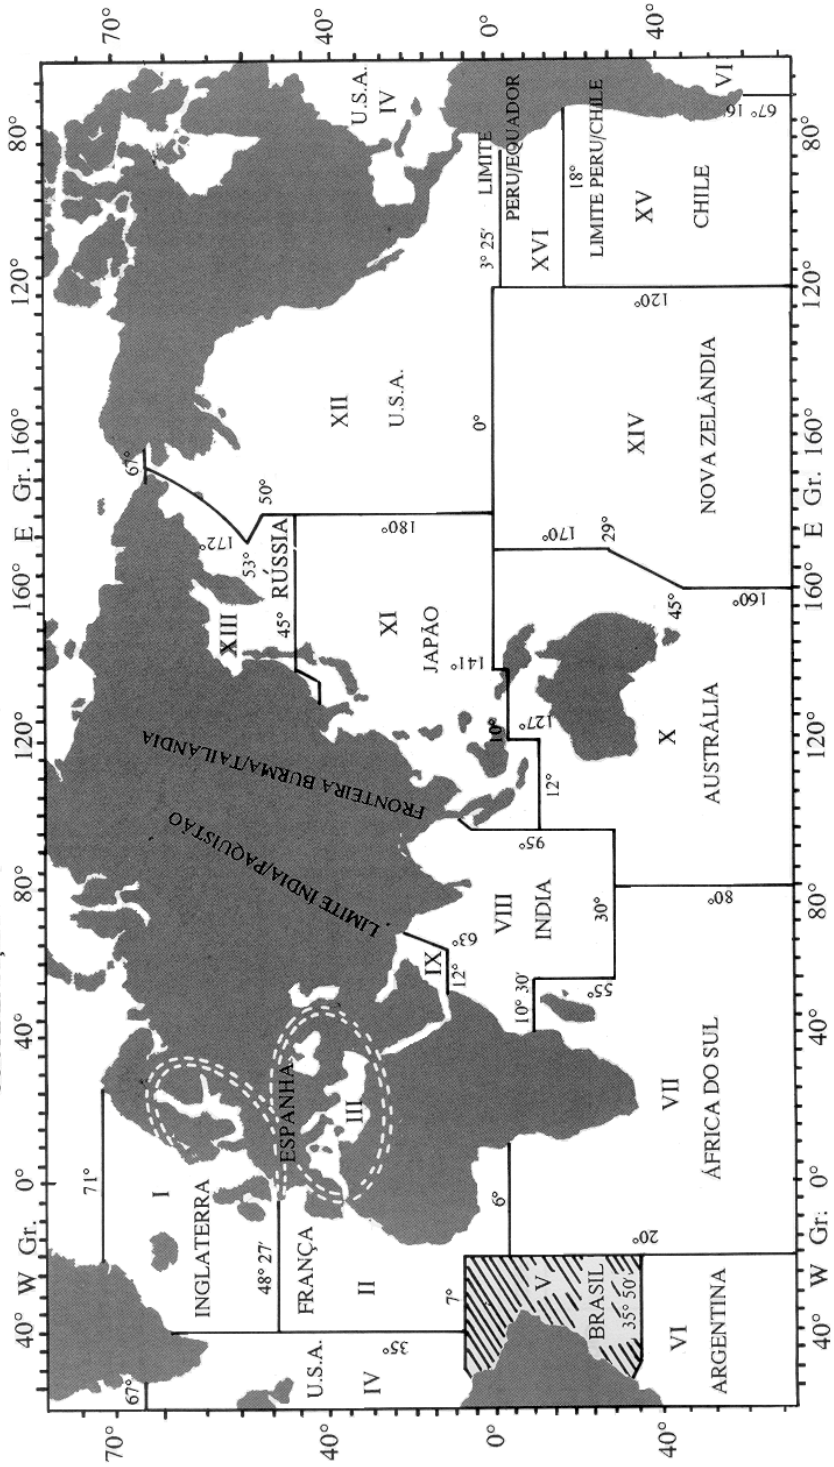 40° W Gr. 0° 40° 80° 120° 160° E Gr. 160° 120° 80°
70°
70°
67°
71°
67°
I
INGLATERRA
48° 27′
FRANÇA
II
35°
U.S.A.
IV
ESPANHA
III
7°
6°
V
BRASIL
35° 50′
VI
ARGENTINA
20°
VII
ÁFRICA DO SUL
LIMITE ÍNDIA/PAQUISTÃO
FRONTEIRA BURMA/TAILANDIA
IX
12°
63°
10° 30′
55°
VIII
INDIA
30°
95°
80°
12°
127°
10°
141°
X
AUSTRÁLIA
XIII
RÚSSIA
172°
53°
50°
45°
XI
JAPÃO
180°
170°
29°
45°
160°
XII
U.S.A.
0°
XIV
NOVA ZELÂNDIA
120°
U.S.A.
IV
3° 25′
LIMITE
PERU/EQUADOR
XVI
18°
LIMITE PERU/CHILE
XV
CHILE
VI
67° 16
40°
40°
0°
0°
40°
40°
40° W Gr. 0° 40° 80° 120° 160° E Gr. 160° 120° 80°